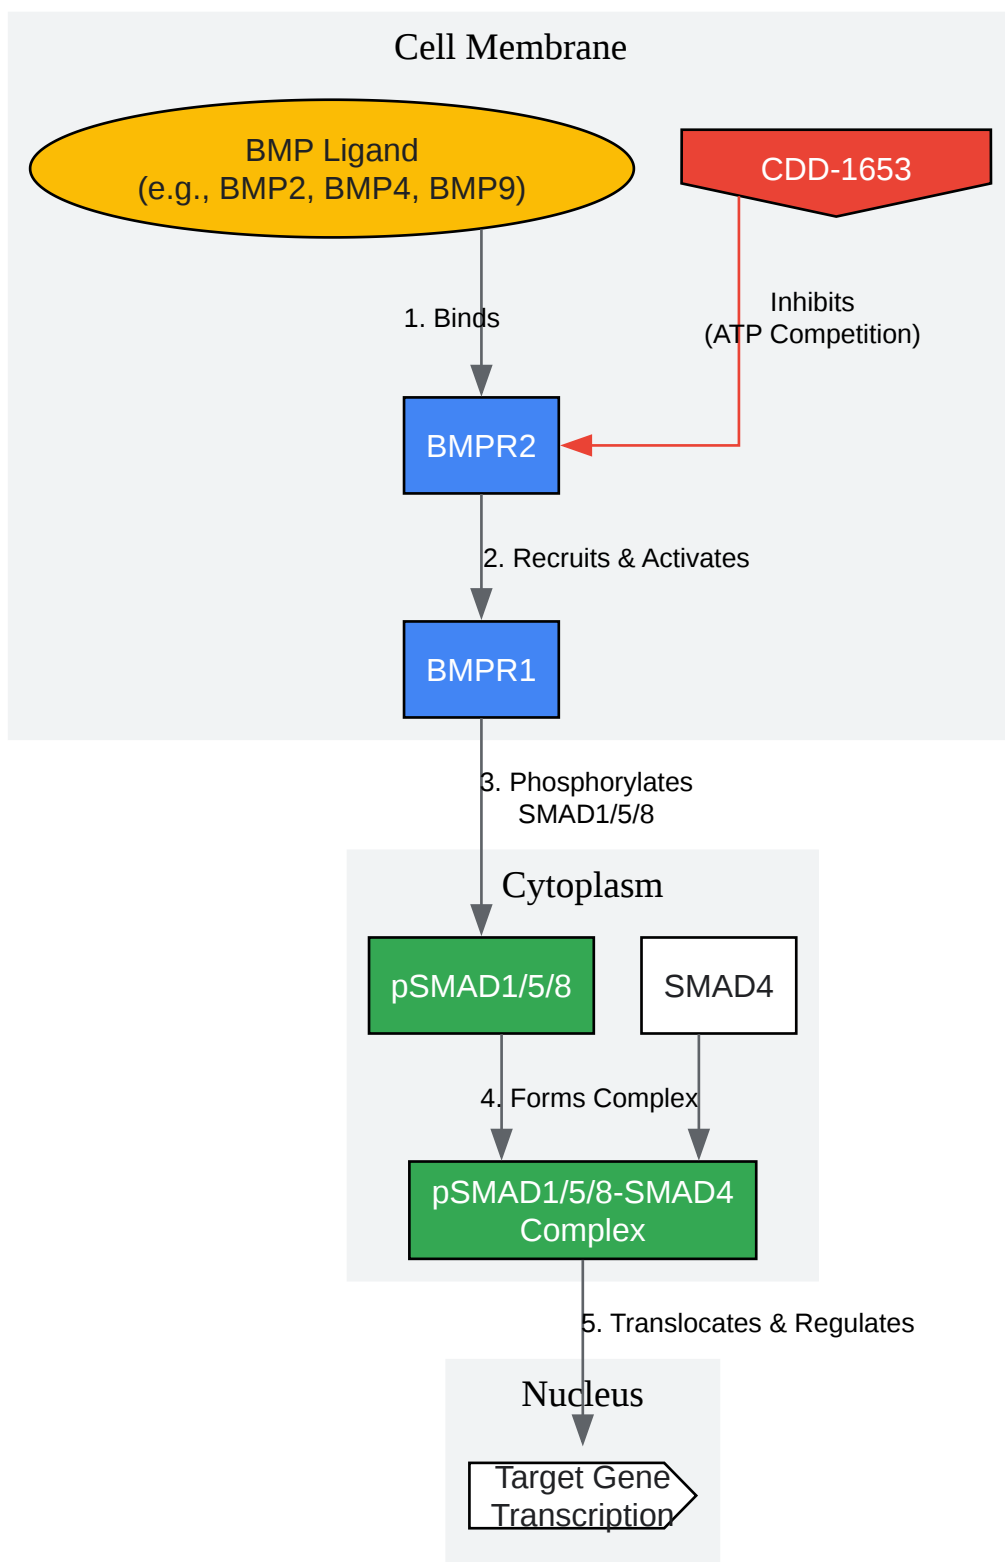 Cell Membrane
BMP Ligand
(e.g., BMP2, BMP4, BMP9)
CDD-1653
1. Binds
Inhibits
(ATP Competition)
BMPR2
2. Recruits & Activates
BMPR1
3. Phosphorylates
SMAD1/5/8
Cytoplasm
pSMAD1/5/8
SMAD4
4. Forms Complex
pSMAD1/5/8-SMAD4
Complex
5. Translocates & Regulates
Nucleus
Target Gene
Transcription